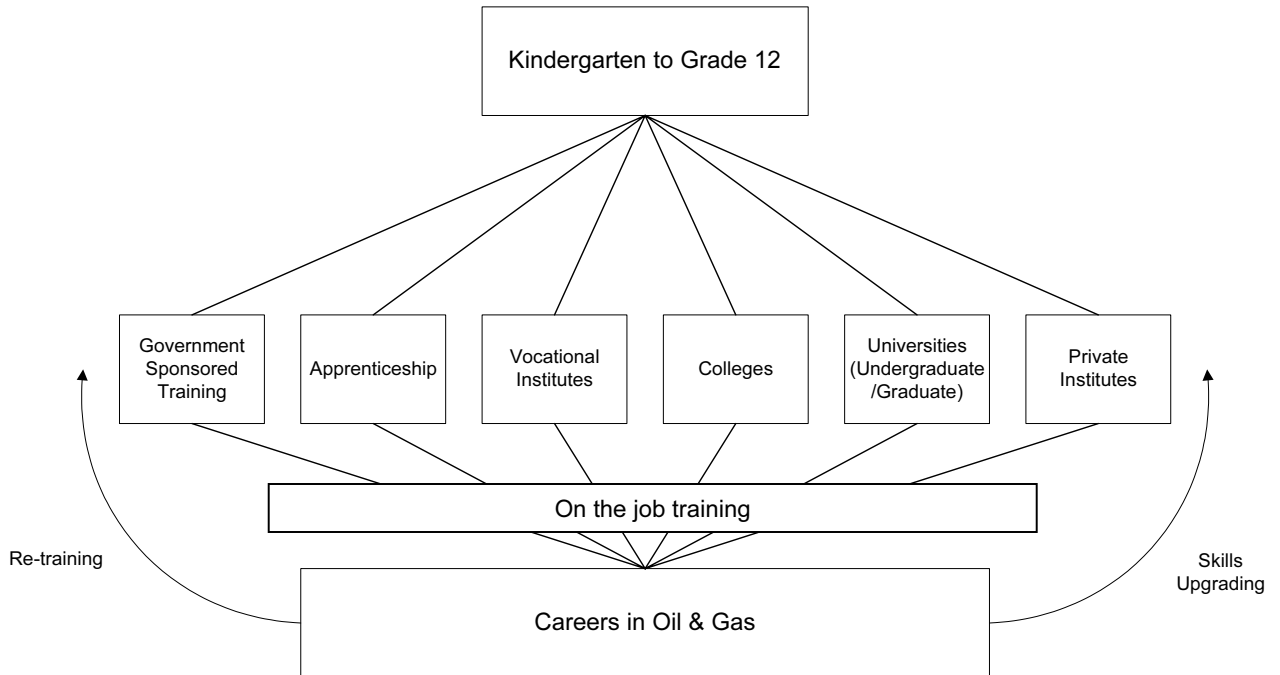 Kindergarten to Grade 12
Government
Sponsored
Training
Apprenticeship
Vocational
Institutes
Colleges
Universities
(Undergraduate
/Graduate)
Private
Institutes
On the job training
Re-training
Skills
Upgrading
Careers in Oil & Gas